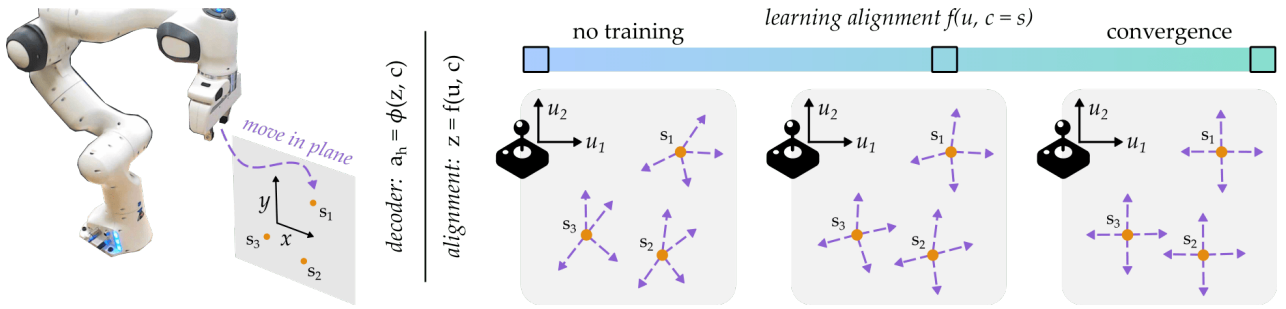 move in plane
y
x
s₁
s₃
s₂
decoder: aₕ = ϕ(z, c)
alignment: z = f(u, c)
learning alignment f(u, c = s)
no training
convergence
u₂
u₁
s₁
s₃
s₂
u₂
u₁
s₁
s₃
s₂
u₂
u₁
s₁
s₃
s₂